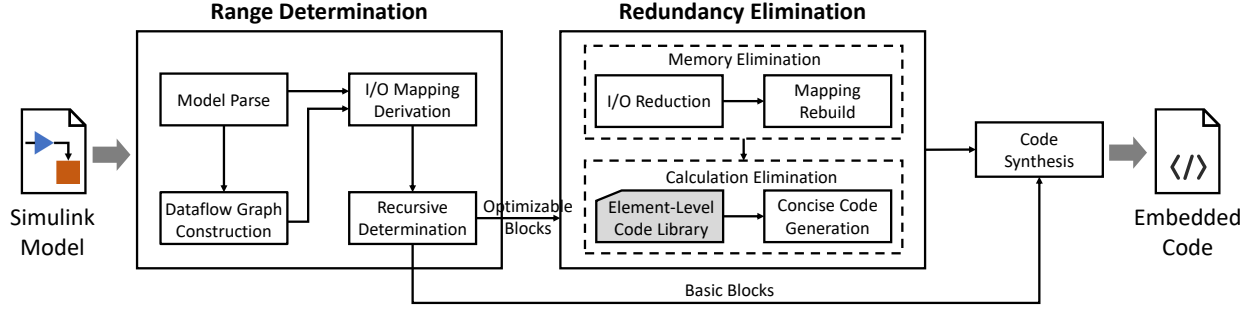 Range Determination
Redundancy Elimination
Simulink
Model
Model Parse
I/O Mapping
Derivation
Dataflow Graph
Construction
Recursive
Determination
Optimizable
Blocks
Memory Elimination
I/O Reduction
Mapping
Rebuild
Calculation Elimination
Element-Level
Code Library
Concise Code
Generation
Basic Blocks
Code
Synthesis
</>
Embedded
Code